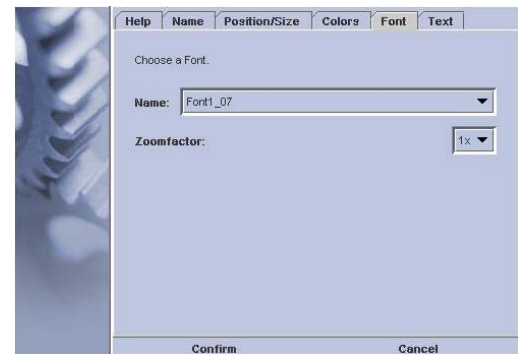 Help Name Position/Size Colors Font Text
Choose a Font.
Name: Font1_07
Zoomfactor: 1x
Confirm Cancel